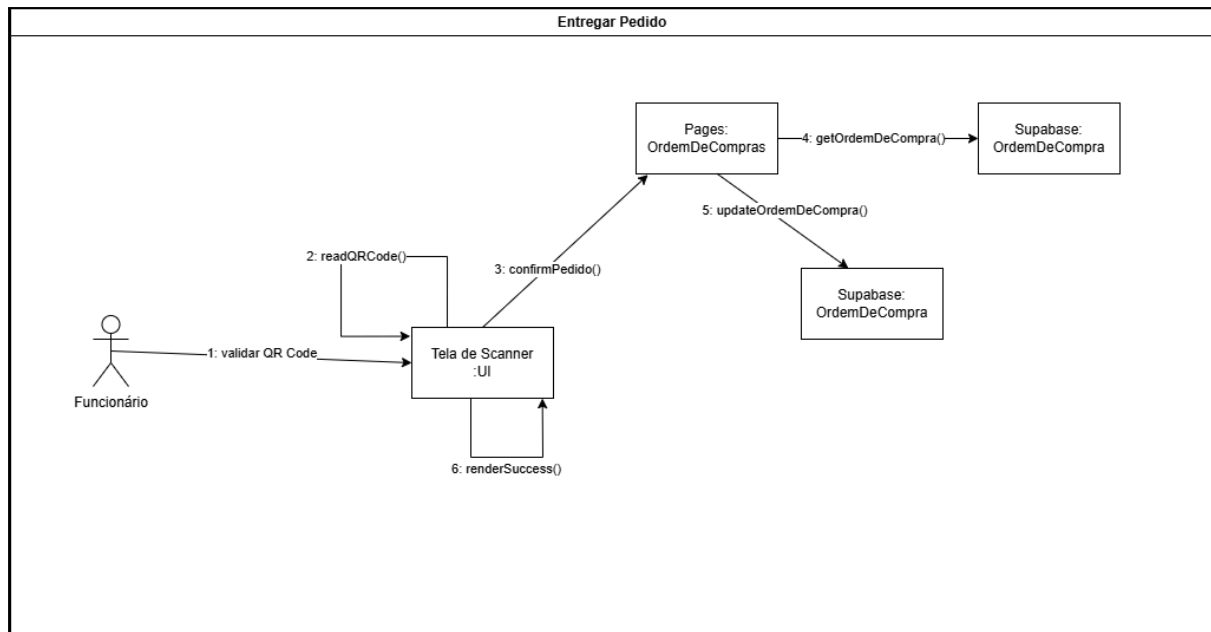 Entregar Pedido
Pages:
OrdemDeCompras
4: getOrdemDeCompra()
Supabase:
OrdemDeCompra
5: updateOrdemDeCompra()
2: readQRCode()
3: confirmPedido()
Supabase:
OrdemDeCompra
1: validar QR Code
Tela de Scanner
:UI
Funcionário
6: renderSuccess()